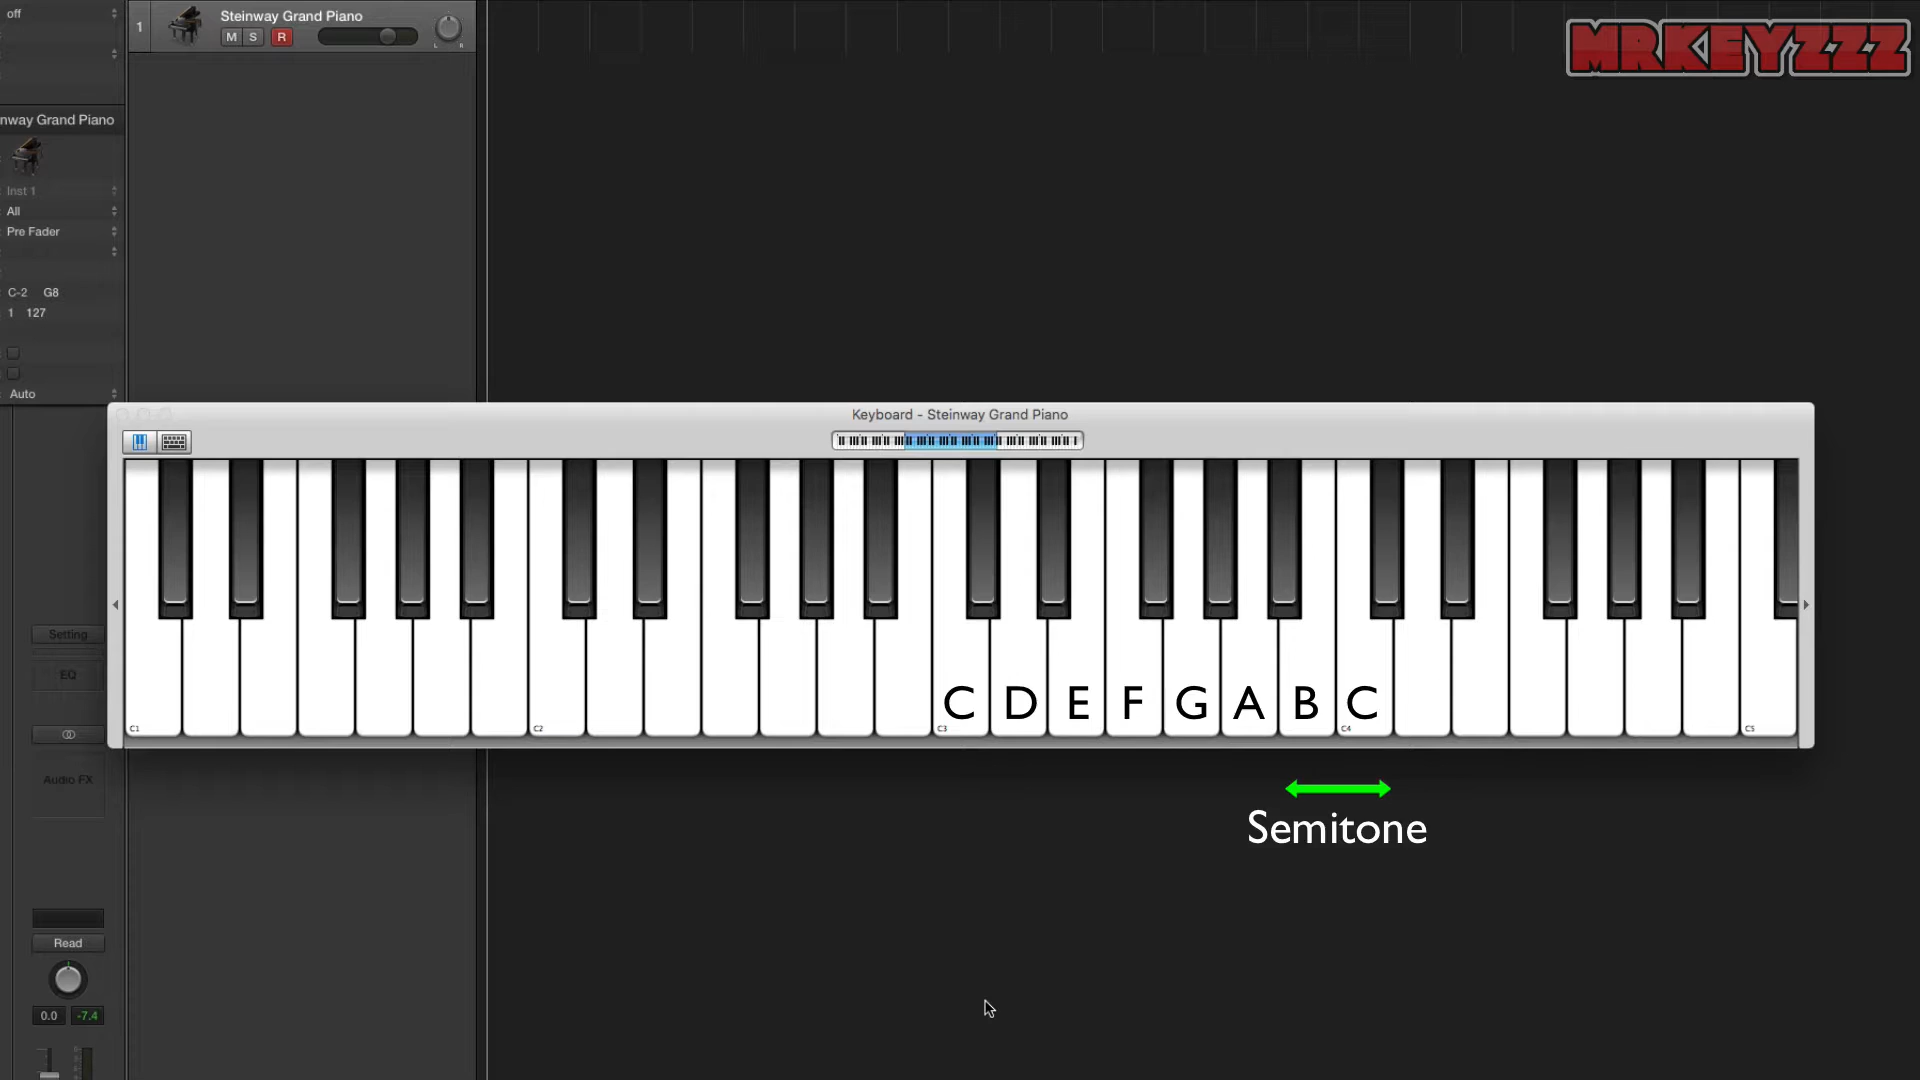 off
1
Steinway Grand Piano
M S R
L R
MRKEYZZZ
nway Grand Piano
Inst 1
All
Pre Fader
C-2 G8
1 127
Auto
Keyboard - Steinway Grand Piano
C D E F G A B C
C1 C2 C3 C4 C5
Setting
EQ
Audio FX
Semitone
Read
0.0 -7.4